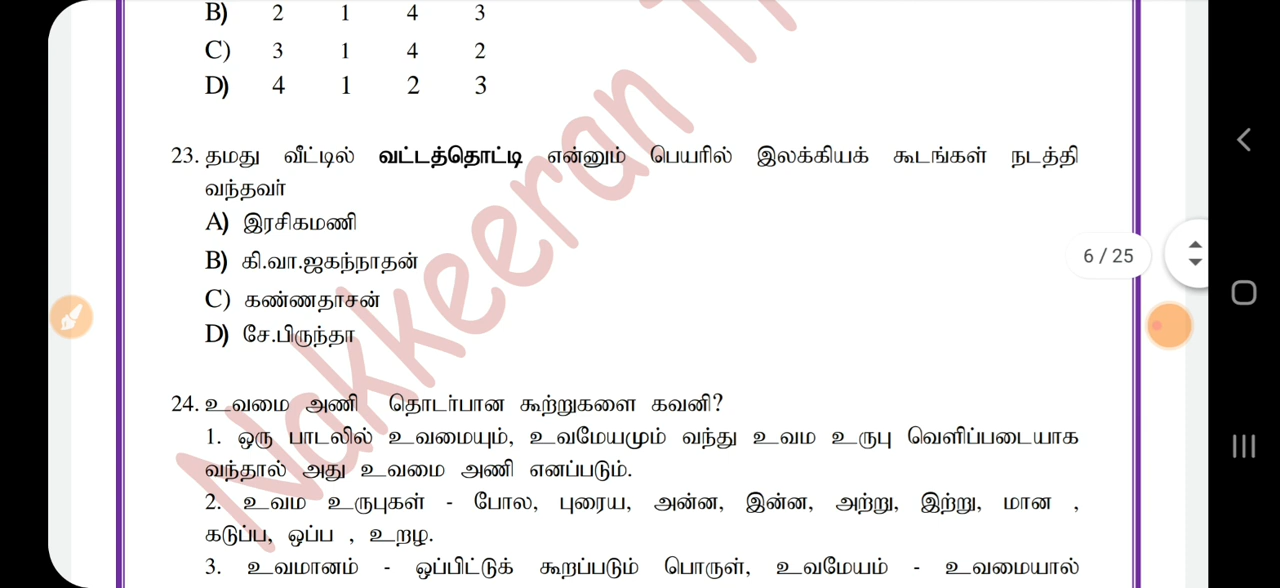 B) 2 1 4 3
C) 3 1 4 2
D) 4 1 2 3
23. தமது வீட்டில் வட்டத்தொட்டி என்னும் பெயரில் இலக்கியக் கூடங்கள் நடத்தி
வந்தவர்
A) இரசிகமணி
B) கி.வா.ஜகந்நாதன்
C) கண்ணதாசன்
D) சே.பிருந்தா
6 / 25
24. உவமை அணி தொடர்பான கூற்றுகளை கவனி?
1. ஒரு பாடலில் உவமையும், உவமேயமும் வந்து உவம உருபு வெளிப்படையாக
வந்தால் அது உவமை அணி எனப்படும்.
2. உவம உருபுகள் - போல, புரைய, அன்ன, இன்ன, அற்று, இற்று, மான ,
கடுப்ப, ஒப்ப , உறழ.
3. உவமானம் - ஒப்பிட்டுக் கூறப்படும் பொருள், உவமேயம் - உவமையால்
Nakkeeran